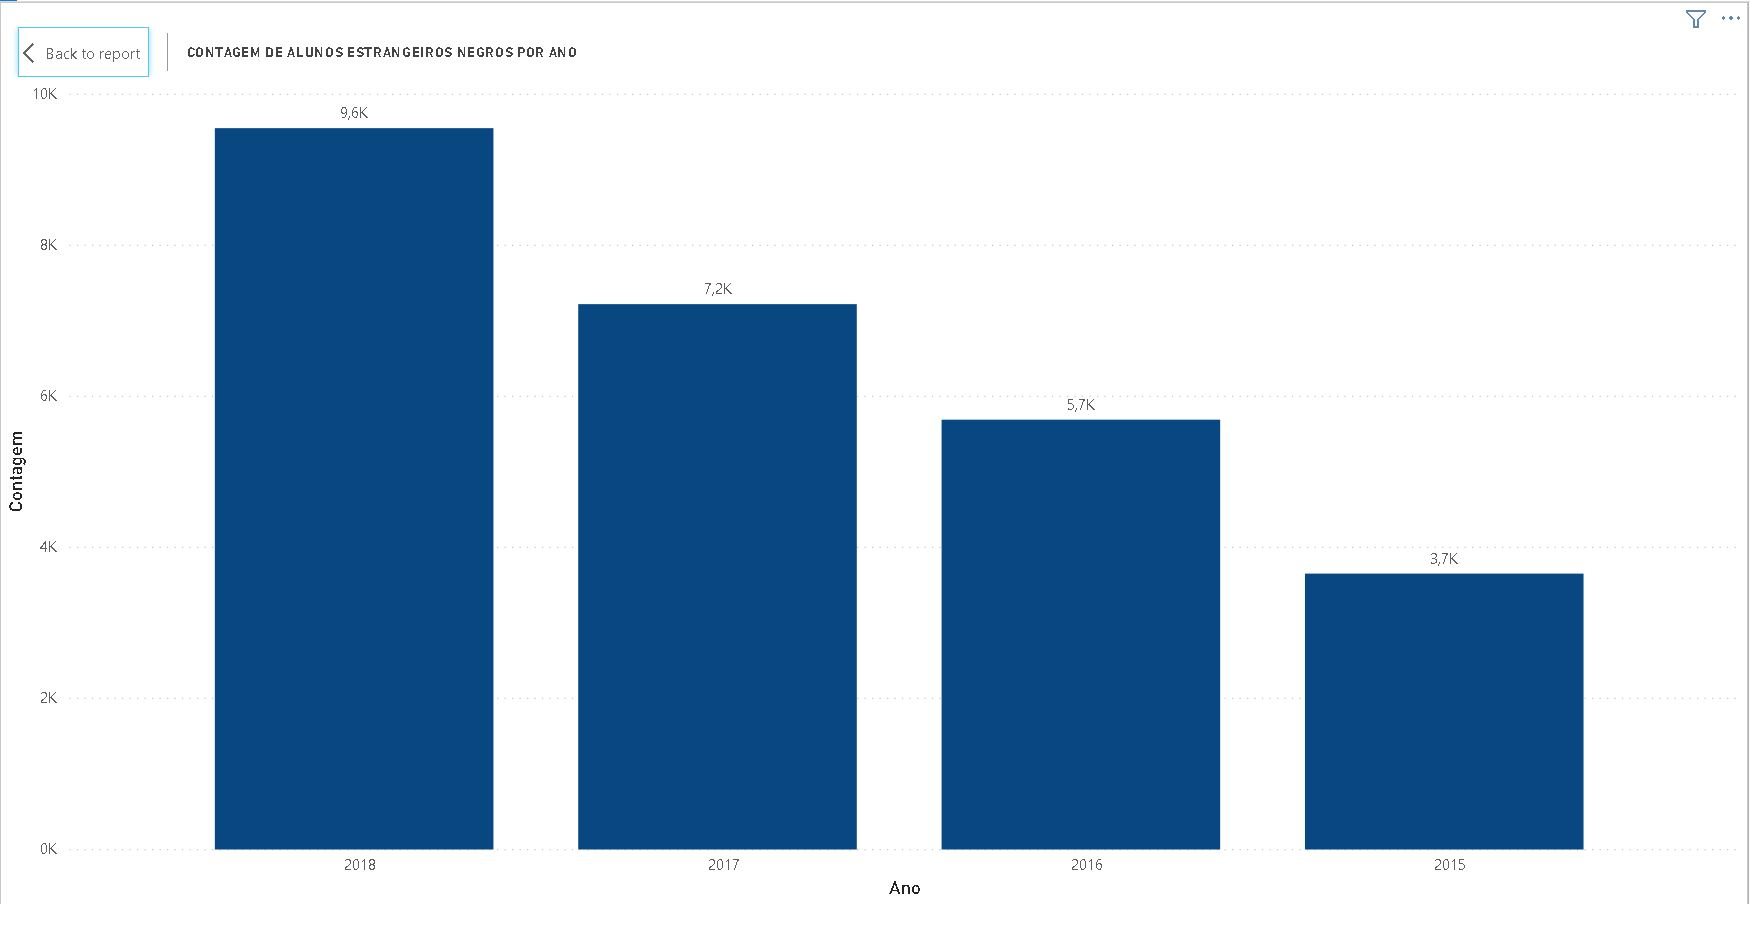 Back to report
CONTAGEM DE ALUNOS ESTRANGEIROS NEGROS POR ANO
10K
9,6K
8K
7,2K
6K
5,7K
4K
3,7K
2K
0K
Contagem
2018 2017 2016 2015
Ano